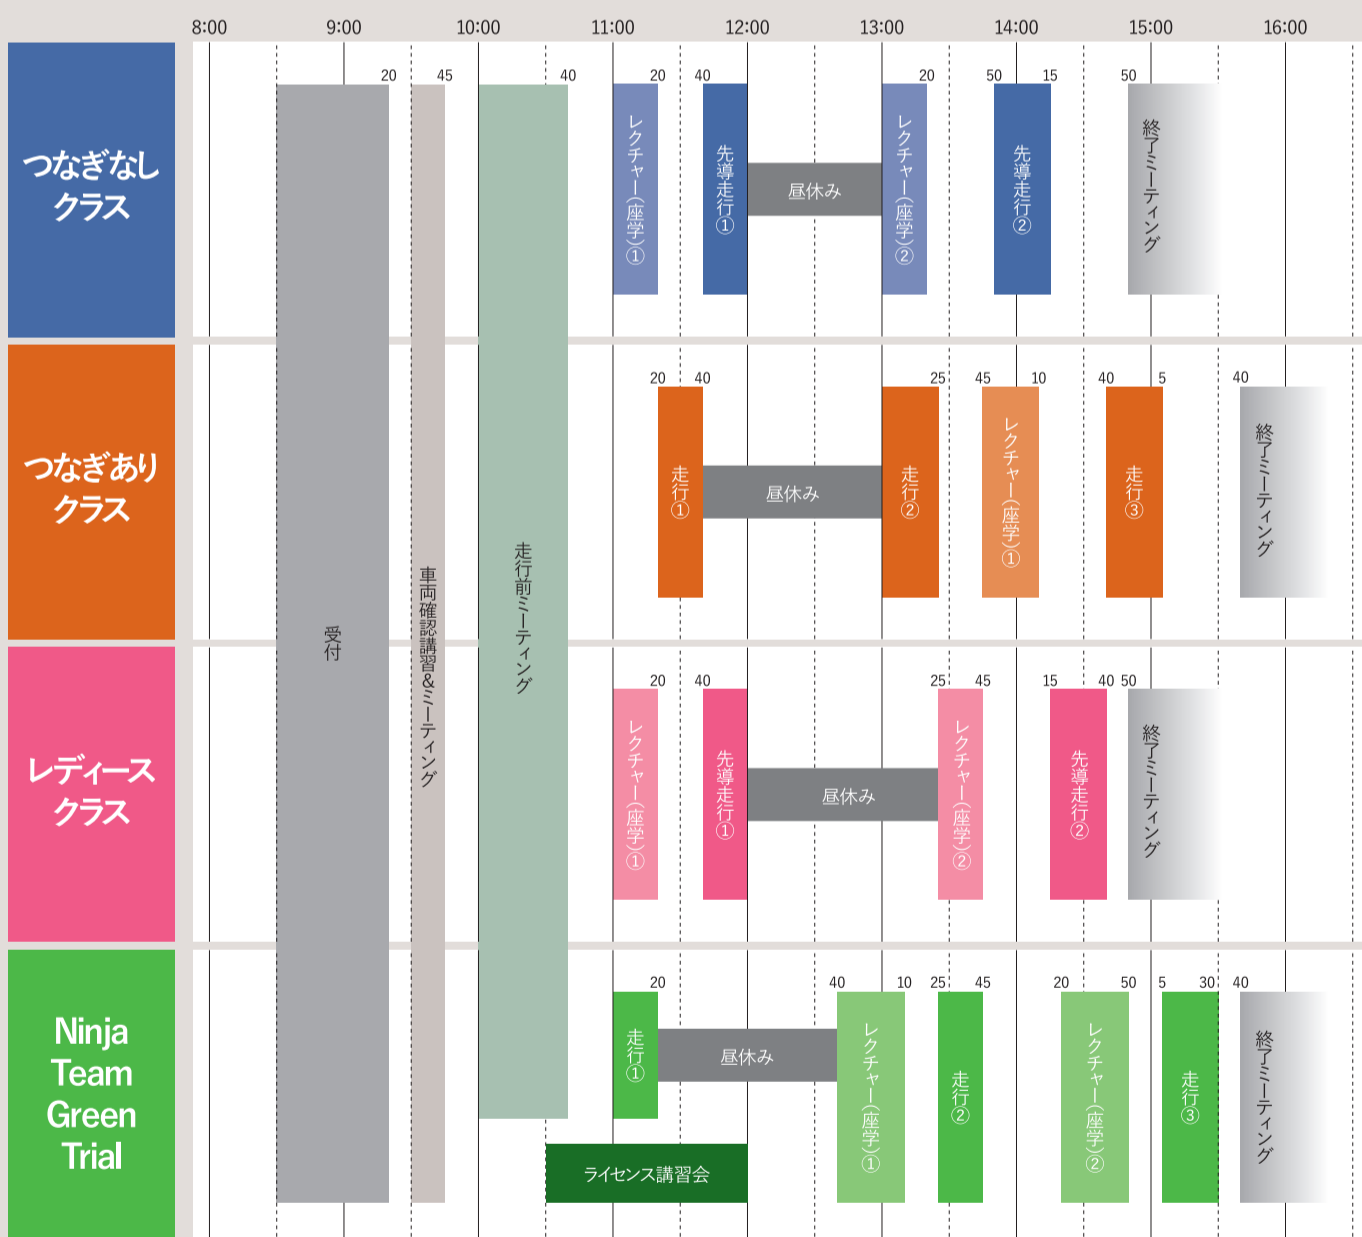 8:00 9:00 10:00 11:00 12:00 13:00 14:00 15:00 16:00
つなぎなし
クラス
20 45 40 20 40 20 50 15 50
受付
車両確認講習&ミーティング
走行前ミーティング
レクチャー(座学)①
先導走行①
昼休み
レクチャー(座学)②
先導走行②
終了ミーティング
つなぎあり
クラス
20 40 25 45 10 40 5 40
走行①
昼休み
走行②
レクチャー(座学)①
走行③
終了ミーティング
レディース
クラス
20 40 25 45 15 40 50
レクチャー(座学)①
先導走行①
昼休み
レクチャー(座学)②
先導走行②
終了ミーティング
Ninja
Team
Green
Trial
20 40 10 25 45 20 50 5 30 40
走行①
昼休み
レクチャー(座学)①
走行②
レクチャー(座学)②
走行③
終了ミーティング
ライセンス講習会